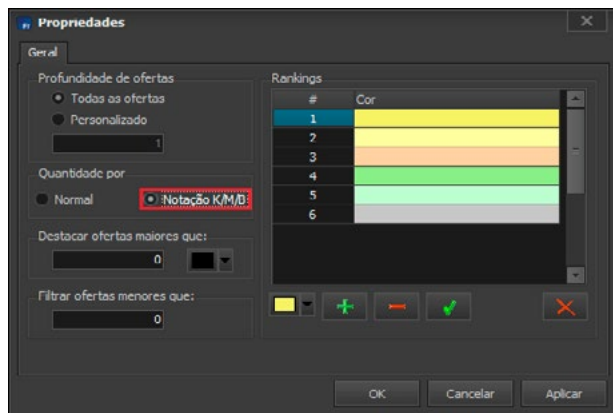 Propriedades
Geral
Profundidade de ofertas
Todas as ofertas
Personalizado
1
Quantidade por
Normal
Notação K/M/B
Destacar ofertas maiores que:
0
Filtrar ofertas menores que:
0
Rankings
# Cor
1
2
3
4
5
6
OK Cancelar Aplicar